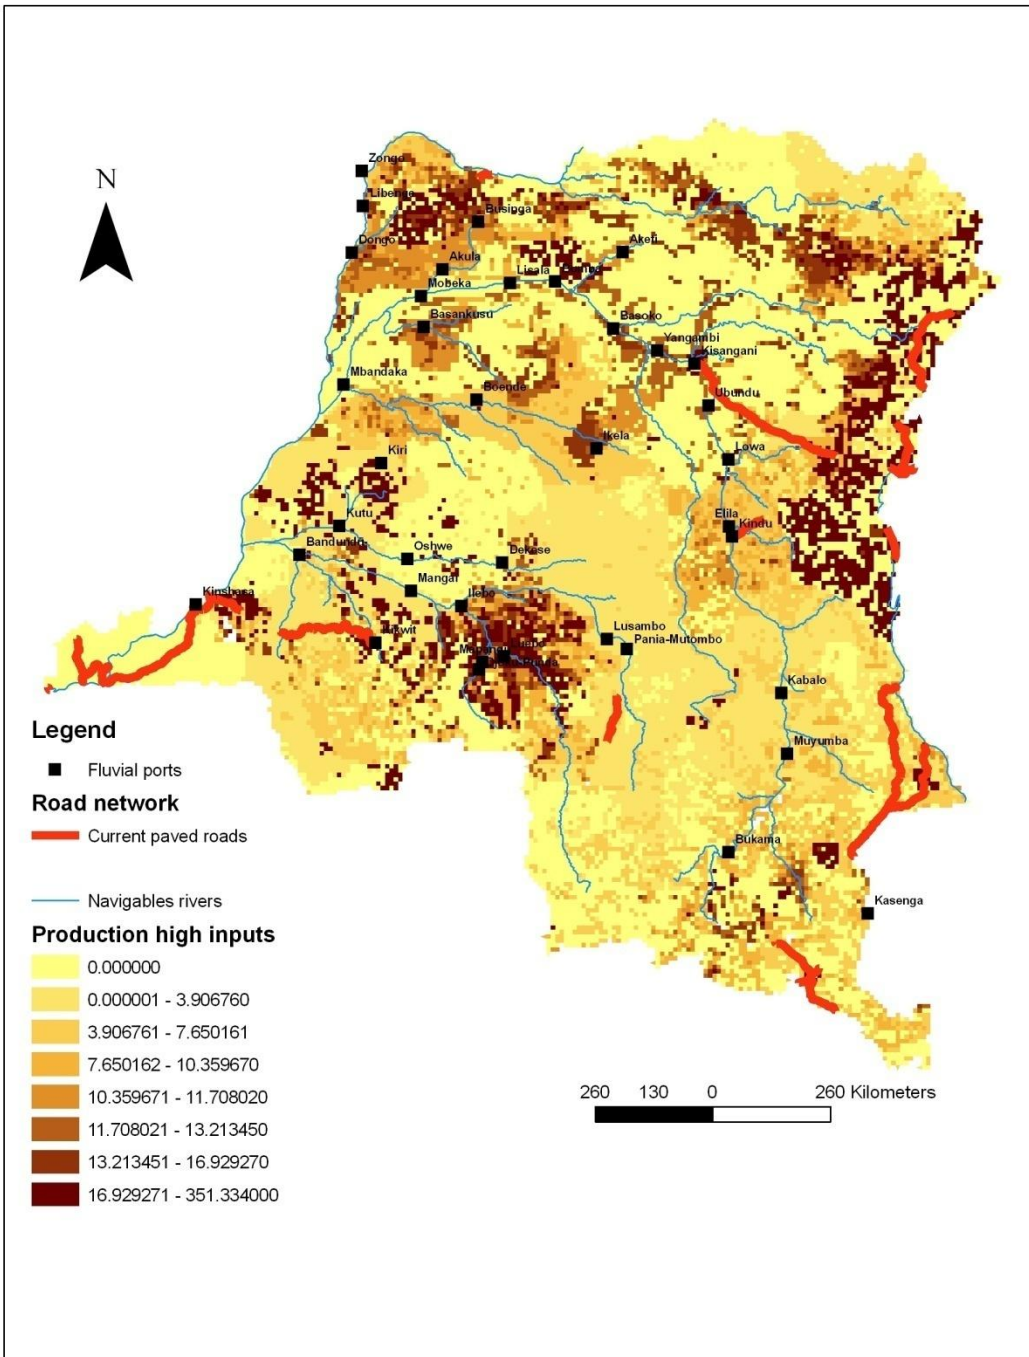 N
Zongo
Libenge
Businga
Dongo
Aketi
Akula
Lisala
Mobeka
Basankusu
Basoko
Yangambi
Kisangani
Mbandaka
Boende
Ubundu
Ikela
Lowa
Kiri
Elila
Kutu
Kindu
Bandundu
Oshwe
Dekese
Mangai
Kinshasa
Ilebo
Lusambo
Kikwit
Pania-Mutombo
Kabalo
Muyumba
Bukama
Kasenga
Legend
Fluvial ports
Road network
Current paved roads
Navigables rivers
Production high inputs
0.000000
0.000001 - 3.906760
3.906761 - 7.650161
7.650162 - 10.359670
10.359671 - 11.708020
11.708021 - 13.213450
13.213451 - 16.929270
16.929271 - 351.334000
260 130 0 260 Kilometers